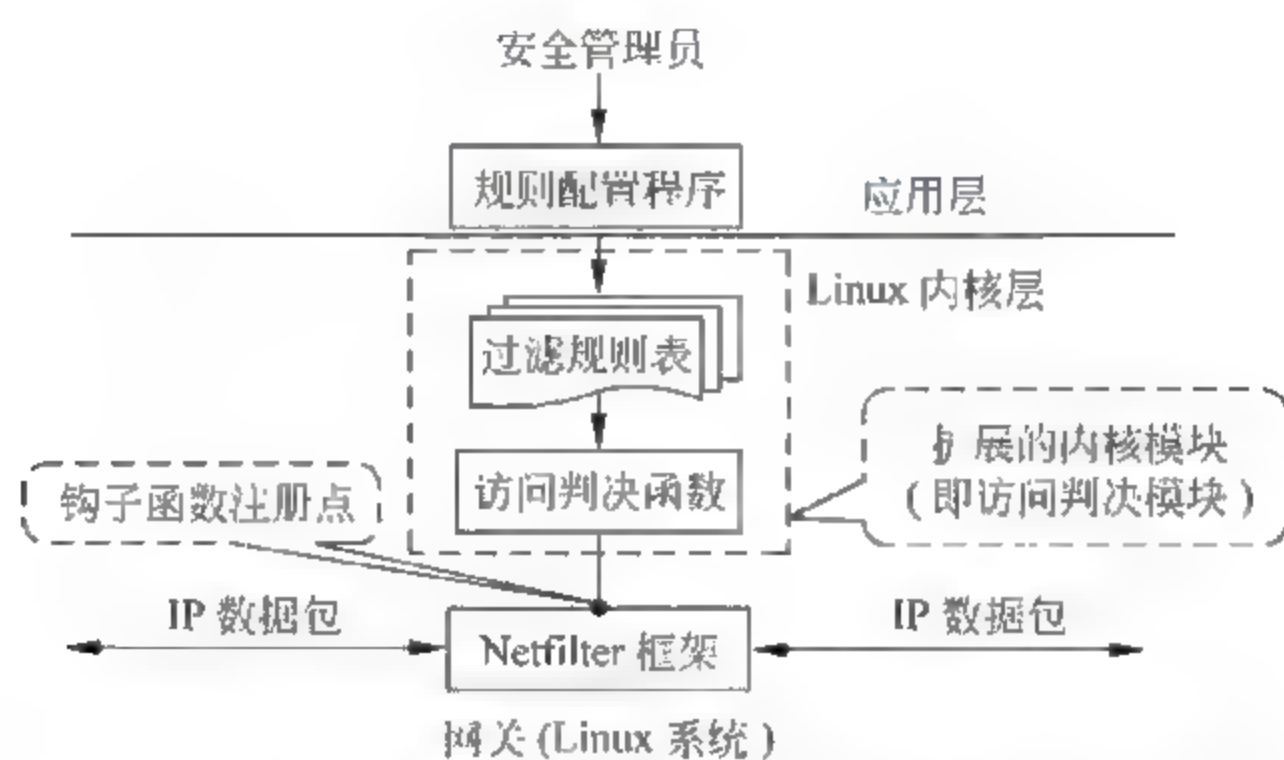 安全管理员
规则配置程序
应用层
Linux 内核层
过滤规则表
扩展的内核模块
(即访问判决模块)
访问判决函数
钩子函数注册点
IP 数据包
IP 数据包
Netfilter 框架
网关 (Linux 系统)